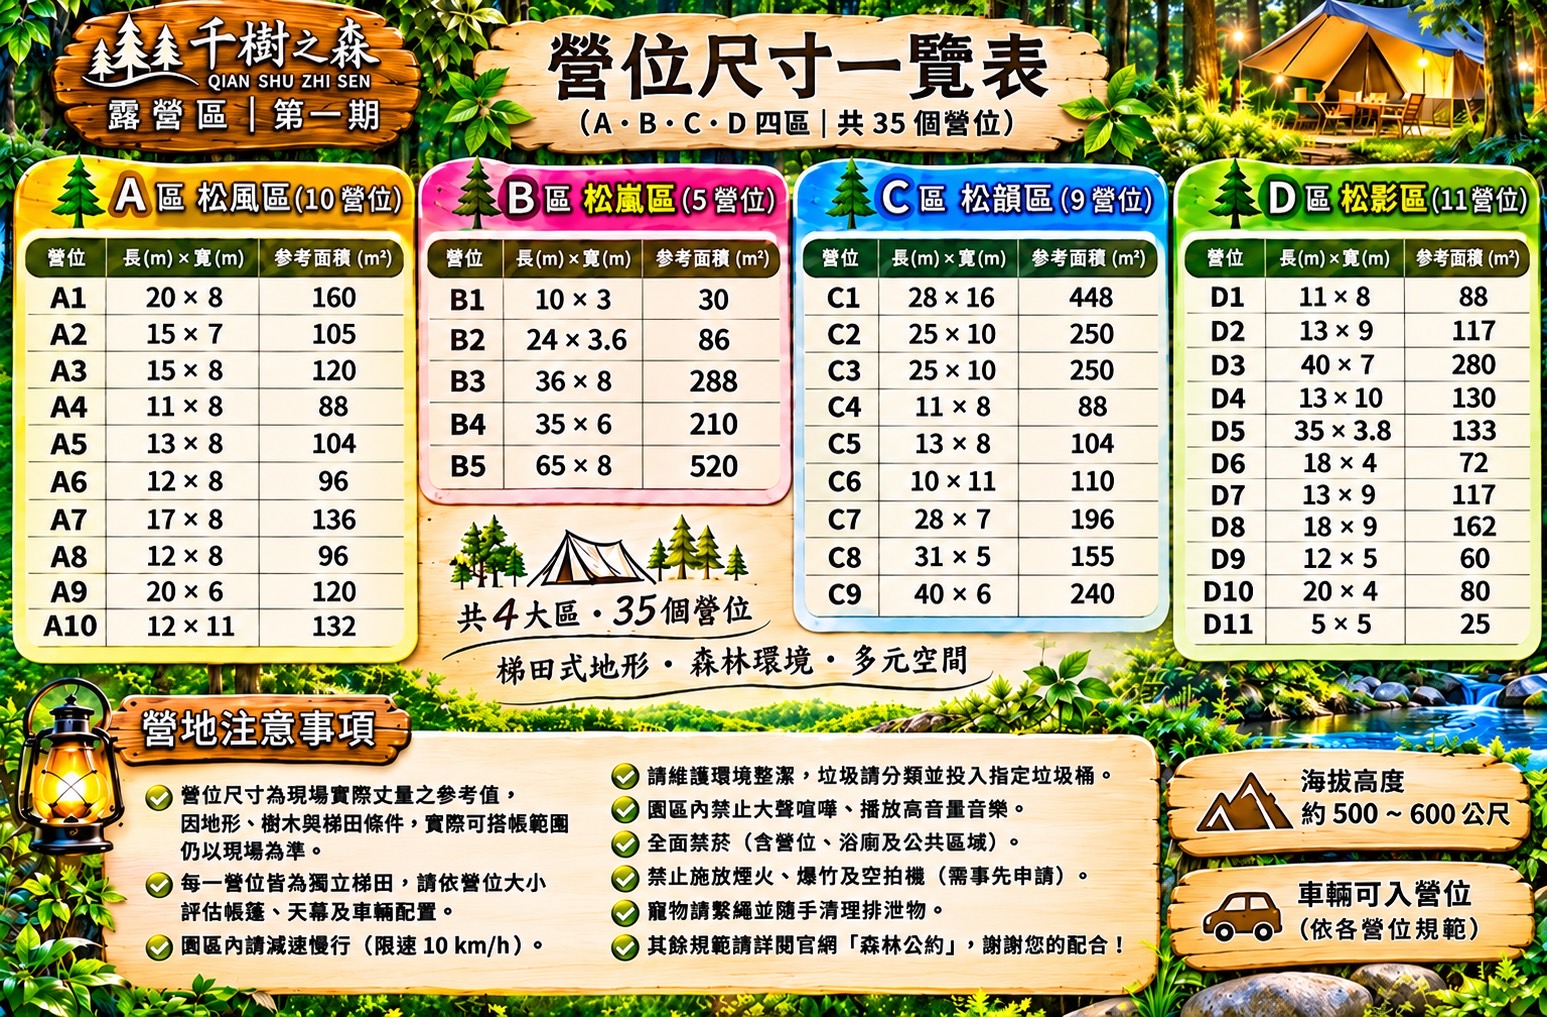 千樹之森
QIAN SHU ZHI SEN
露營區｜第一期
營位尺寸一覽表
（A·B·C·D 四區｜共 35 個營位）
A區 松風區(10 營位)
營位 長(m)×寬(m) 參考面積 (m²)
A1 20 × 8 160
A2 15 × 7 105
A3 15 × 8 120
A4 11 × 8 88
A5 13 × 8 104
A6 12 × 8 96
A7 17 × 8 136
A8 12 × 8 96
A9 20 × 6 120
A10 12 × 11 132
B區 松嵐區(5 營位)
營位 長(m)×寬(m) 參考面積 (m²)
B1 10 × 3 30
B2 24 × 3.6 86
B3 36 × 8 288
B4 35 × 6 210
B5 65 × 8 520
C區 松韻區(9 營位)
營位 長(m)×寬(m) 參考面積 (m²)
C1 28 × 16 448
C2 25 × 10 250
C3 25 × 10 250
C4 11 × 8 88
C5 13 × 8 104
C6 10 × 11 110
C7 28 × 7 196
C8 31 × 5 155
C9 40 × 6 240
D區 松影區(11 營位)
營位 長(m)×寬(m) 參考面積 (m²)
D1 11 × 8 88
D2 13 × 9 117
D3 40 × 7 280
D4 13 × 10 130
D5 35 × 3.8 133
D6 18 × 4 72
D7 13 × 9 117
D8 18 × 9 162
D9 12 × 5 60
D10 20 × 4 80
D11 5 × 5 25
共4大區·35個營位
梯田式地形·森林環境·多元空間
營地注意事項
營位尺寸為現場實際丈量之參考值，
因地形、樹木與梯田條件，實際可搭帳範圍
仍以現場為準。
每一營位皆為獨立梯田，請依營位大小
評估帳蓬、天幕及車輛配置。
園區內請減速慢行（限速 10 km/h）。
請維護環境整潔，垃圾請分類並投入指定垃圾桶。
園區內禁止大聲喧嘩、播放高音量音樂。
全面禁菸（含營位、浴廁及公共區域）。
禁止施放煙火、爆竹及空拍機（需事先申請）。
寵物請繫繩並隨手清理排泄物。
其餘規範請詳閱官網「森林公約」，謝謝您的配合！
海拔高度
約 500 ~ 600 公尺
車輛可入營位
（依各營位規範）